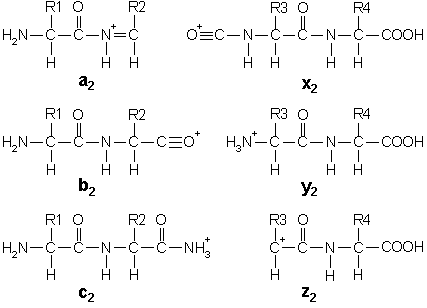 R1 O R2
H₂N–C–C–N⁺=C
H H H
a₂
R3 O R4
O⁺≡C–N–C–C–N–C–COOH
H H H H
x₂
R1 O R2
H₂N–C–C–N–C–C≡O⁺
H H H
b₂
R3 O R4
H₃N⁺–C–C–N–C–COOH
H H H
y₂
R1 O R2 O
H₂N–C–C–N–C–C–NH₃⁺
H H H
c₂
R3 O R4
C⁺–C–N–C–COOH
H H H
z₂